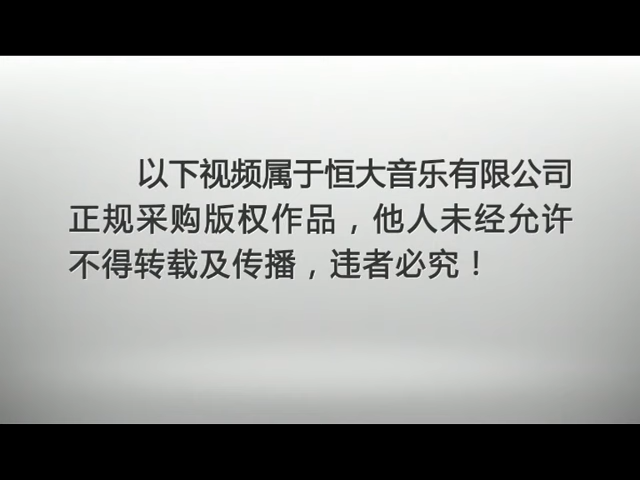 以下视频属于恒大音乐有限公司
正规采购版权作品，他人未经允许
不得转载及传播，违者必究！